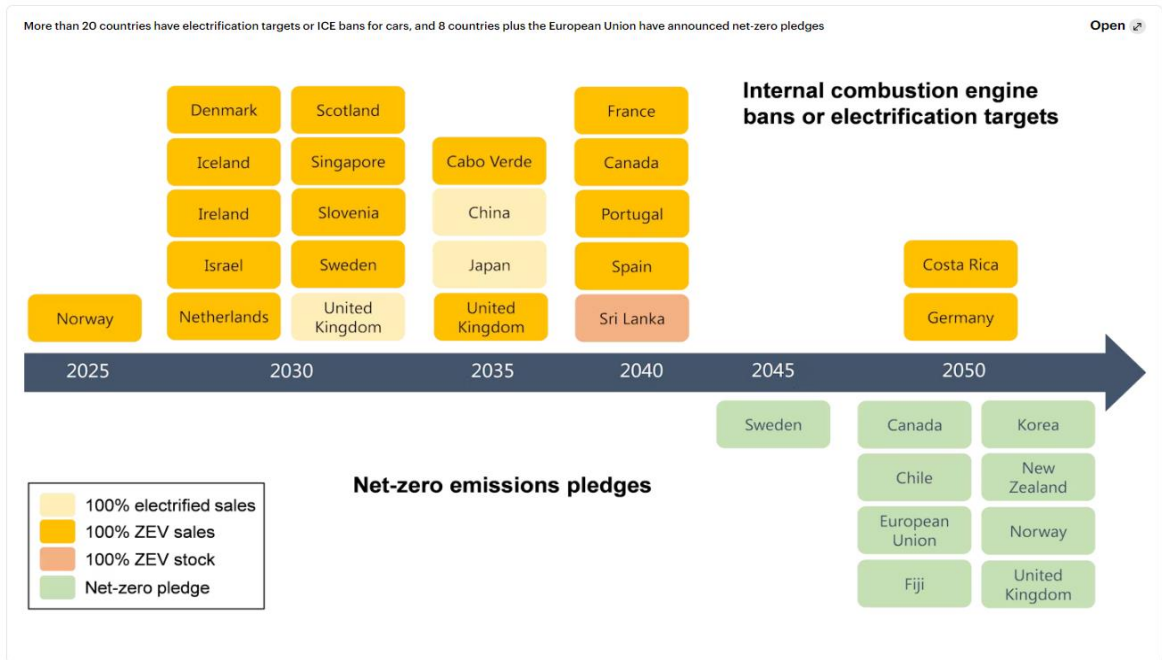 More than 20 countries have electrification targets or ICE bans for cars, and 8 countries plus the European Union have announced net-zero pledges
Open
Internal combustion engine
bans or electrification targets
Denmark
Scotland
France
Iceland
Singapore
Cabo Verde
Canada
Ireland
Slovenia
China
Portugal
Israel
Sweden
Japan
Spain
Costa Rica
Norway
Netherlands
United
Kingdom
United
Kingdom
Sri Lanka
Germany
2025
2030
2035
2040
2045
2050
Sweden
Canada
Korea
Net-zero emissions pledges
Chile
New
Zealand
European
Union
Norway
Fiji
United
Kingdom
100% electrified sales
100% ZEV sales
100% ZEV stock
Net-zero pledge